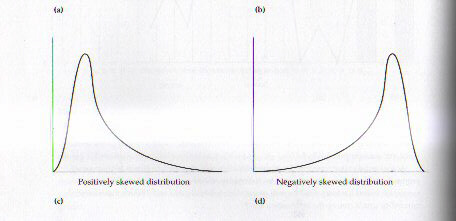 (a) (b)
Positively skewed distribution Negatively skewed distribution
(c) (d)